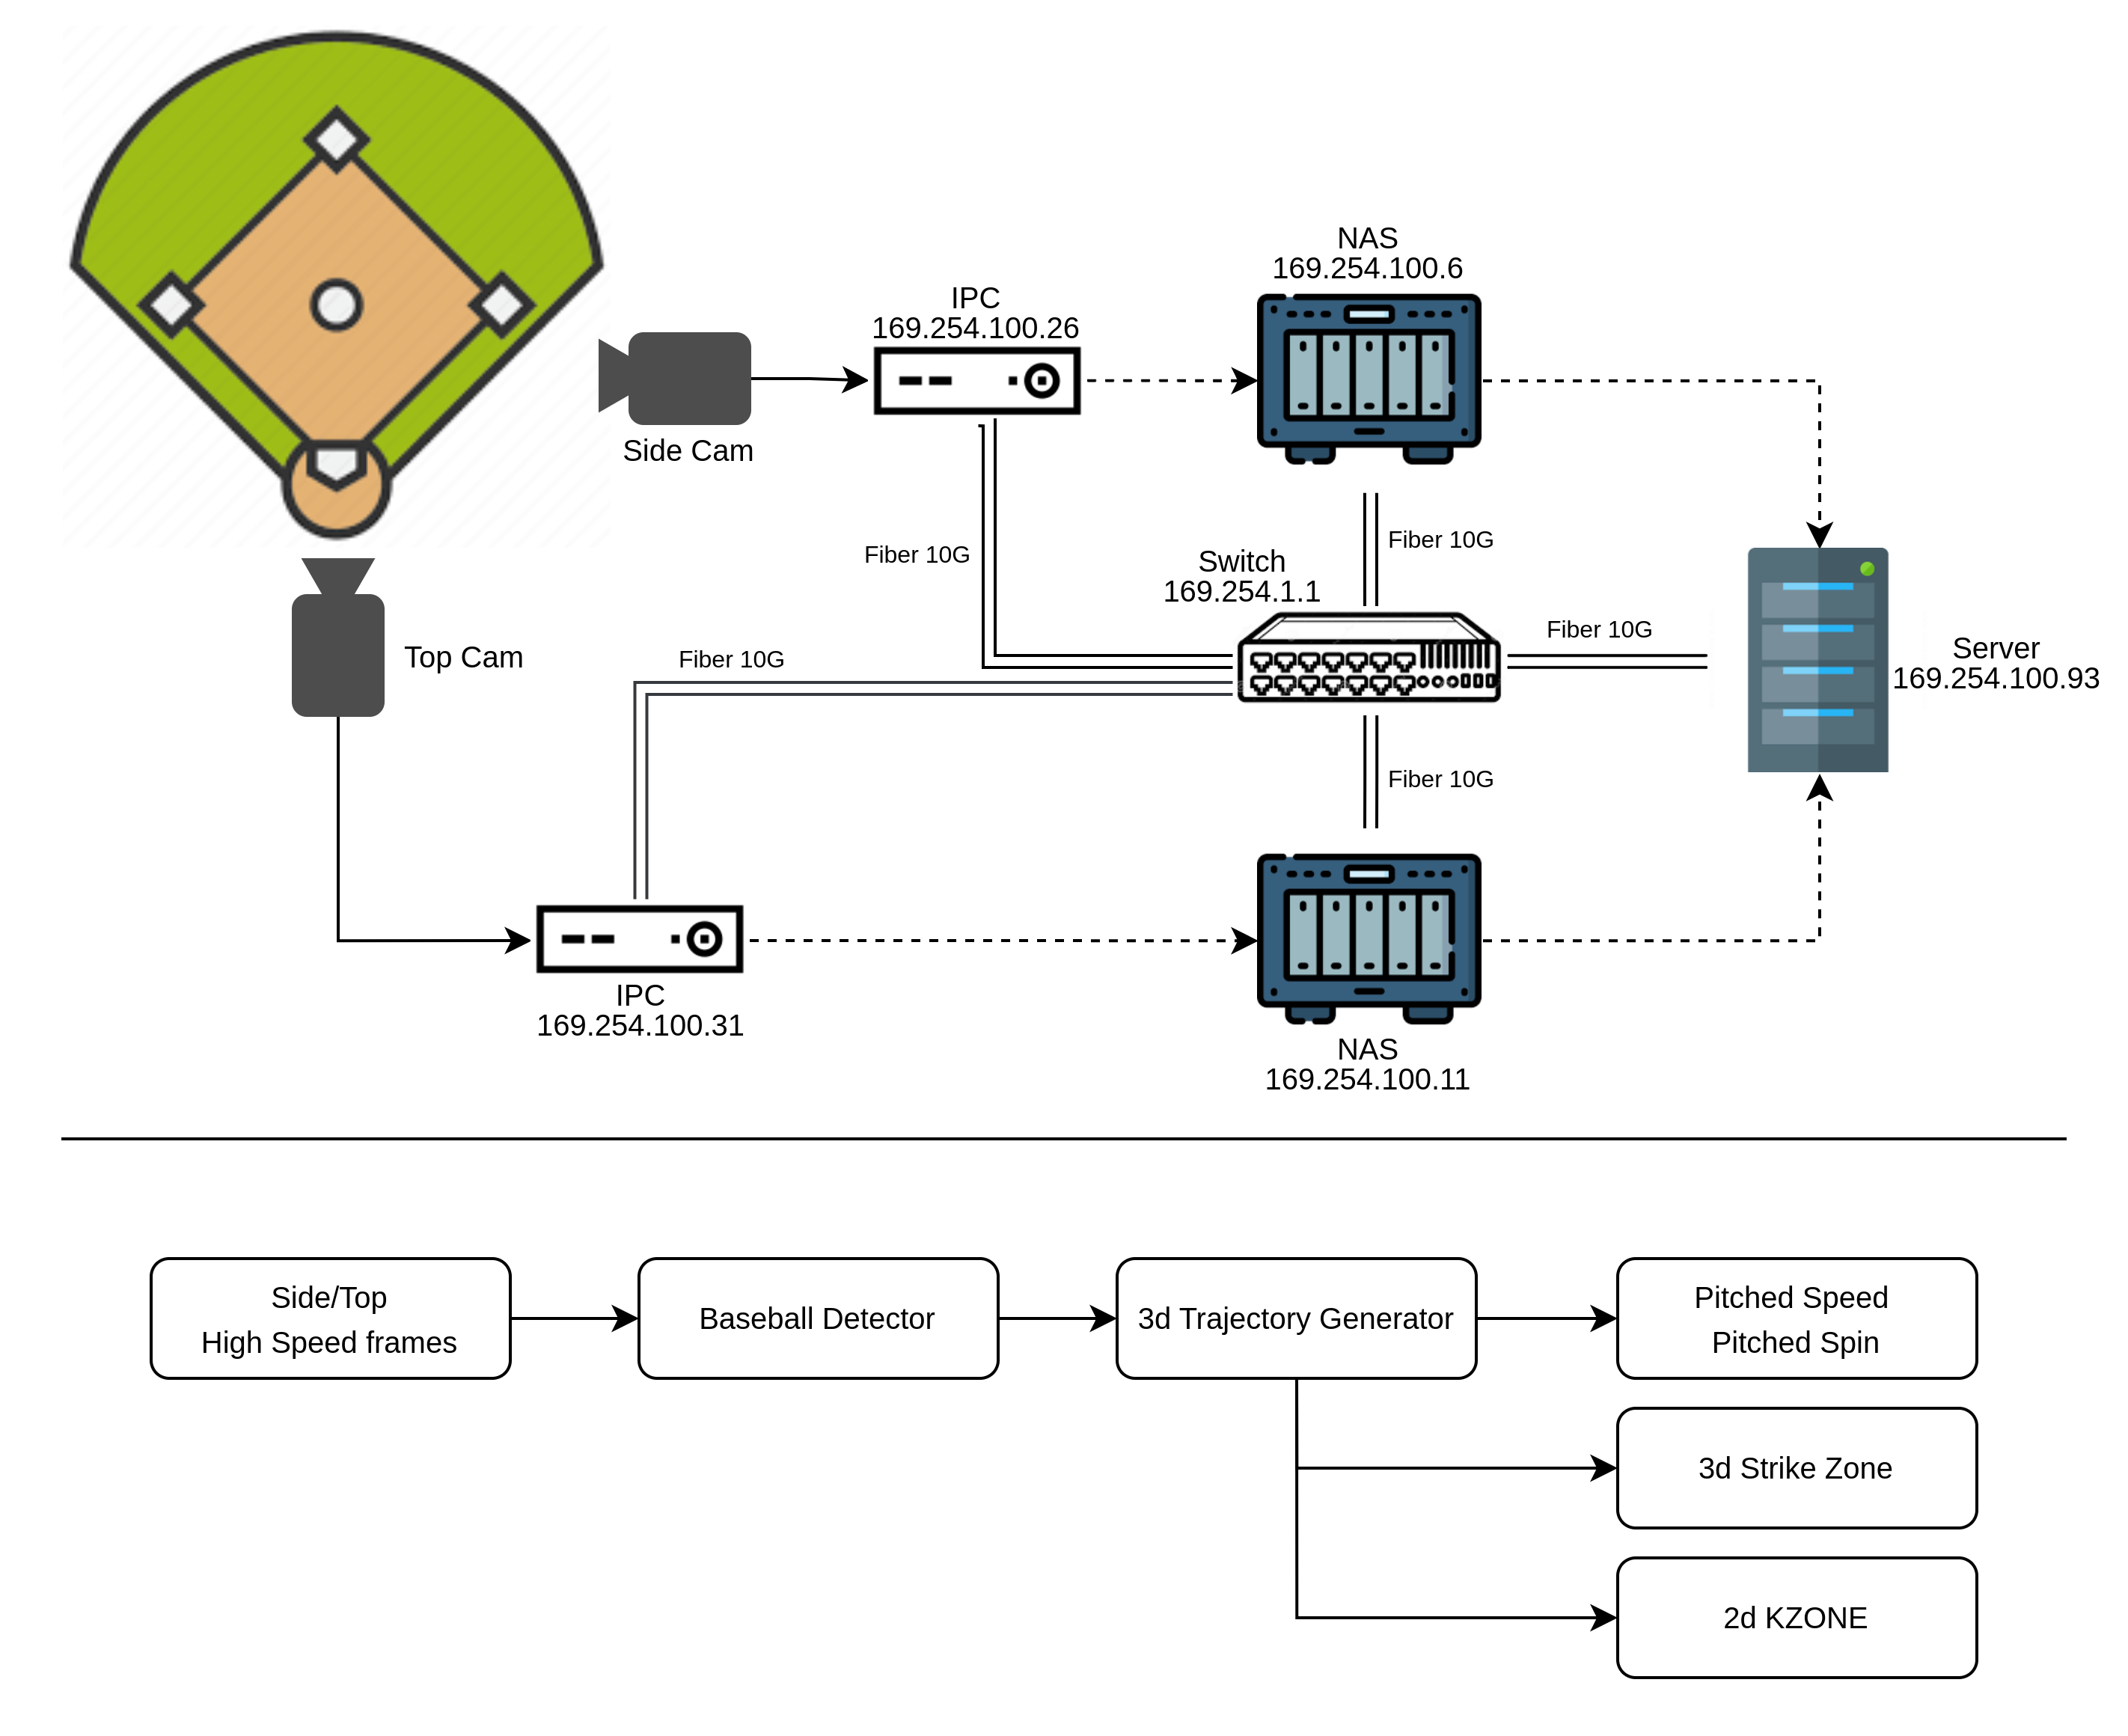 NAS
169.254.100.6
IPC
169.254.100.26
Side Cam
Fiber 10G
Fiber 10G
Switch
169.254.1.1
Fiber 10G
Server
169.254.100.93
Top Cam
Fiber 10G
Fiber 10G
IPC
169.254.100.31
NAS
169.254.100.11
Side/Top
High Speed frames
Baseball Detector
3d Trajectory Generator
Pitched Speed
Pitched Spin
3d Strike Zone
2d KZONE